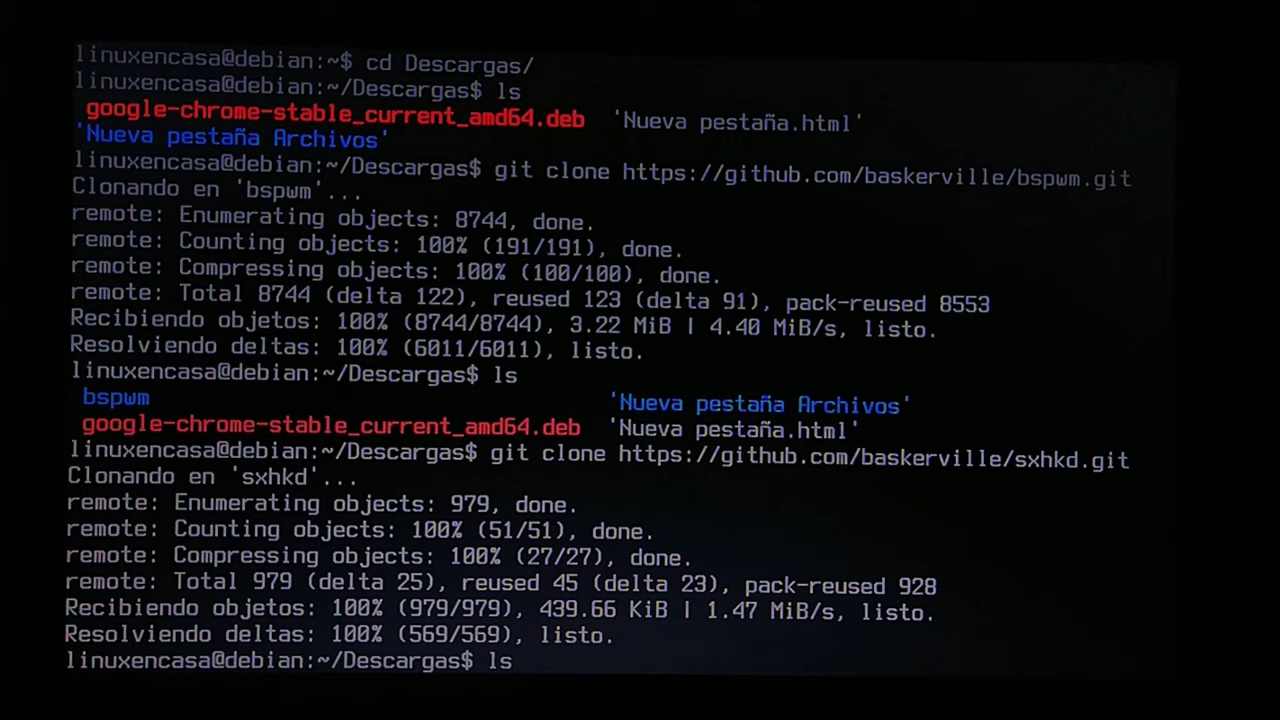 linuxencasa@debian:~$ cd Descargas/
linuxencasa@debian:~/Descargas$ ls
google-chrome-stable_current_amd64.deb 'Nueva pestaña.html'
'Nueva pestaña Archivos'
linuxencasa@debian:~/Descargas$ git clone https://github.com/baskerville/bspwm.git
Clonando en 'bspwm'...
remote: Enumerating objects: 8744, done.
remote: Counting objects: 100% (191/191), done.
remote: Compressing objects: 100% (100/100), done.
remote: Total 8744 (delta 122), reused 123 (delta 91), pack-reused 8553
Recibiendo objetos: 100% (8744/8744), 3.22 MiB | 4.40 MiB/s, listo.
Resolviendo deltas: 100% (6011/6011), listo.
linuxencasa@debian:~/Descargas$ ls
bspwm 'Nueva pestaña Archivos'
google-chrome-stable_current_amd64.deb 'Nueva pestaña.html'
linuxencasa@debian:~/Descargas$ git clone https://github.com/baskerville/sxhkd.git
Clonando en 'sxhkd'...
remote: Enumerating objects: 979, done.
remote: Counting objects: 100% (51/51), done.
remote: Compressing objects: 100% (27/27), done.
remote: Total 979 (delta 25), reused 45 (delta 23), pack-reused 928
Recibiendo objetos: 100% (979/979), 439.66 KiB | 1.47 MiB/s, listo.
Resolviendo deltas: 100% (569/569), listo.
linuxencasa@debian:~/Descargas$ ls